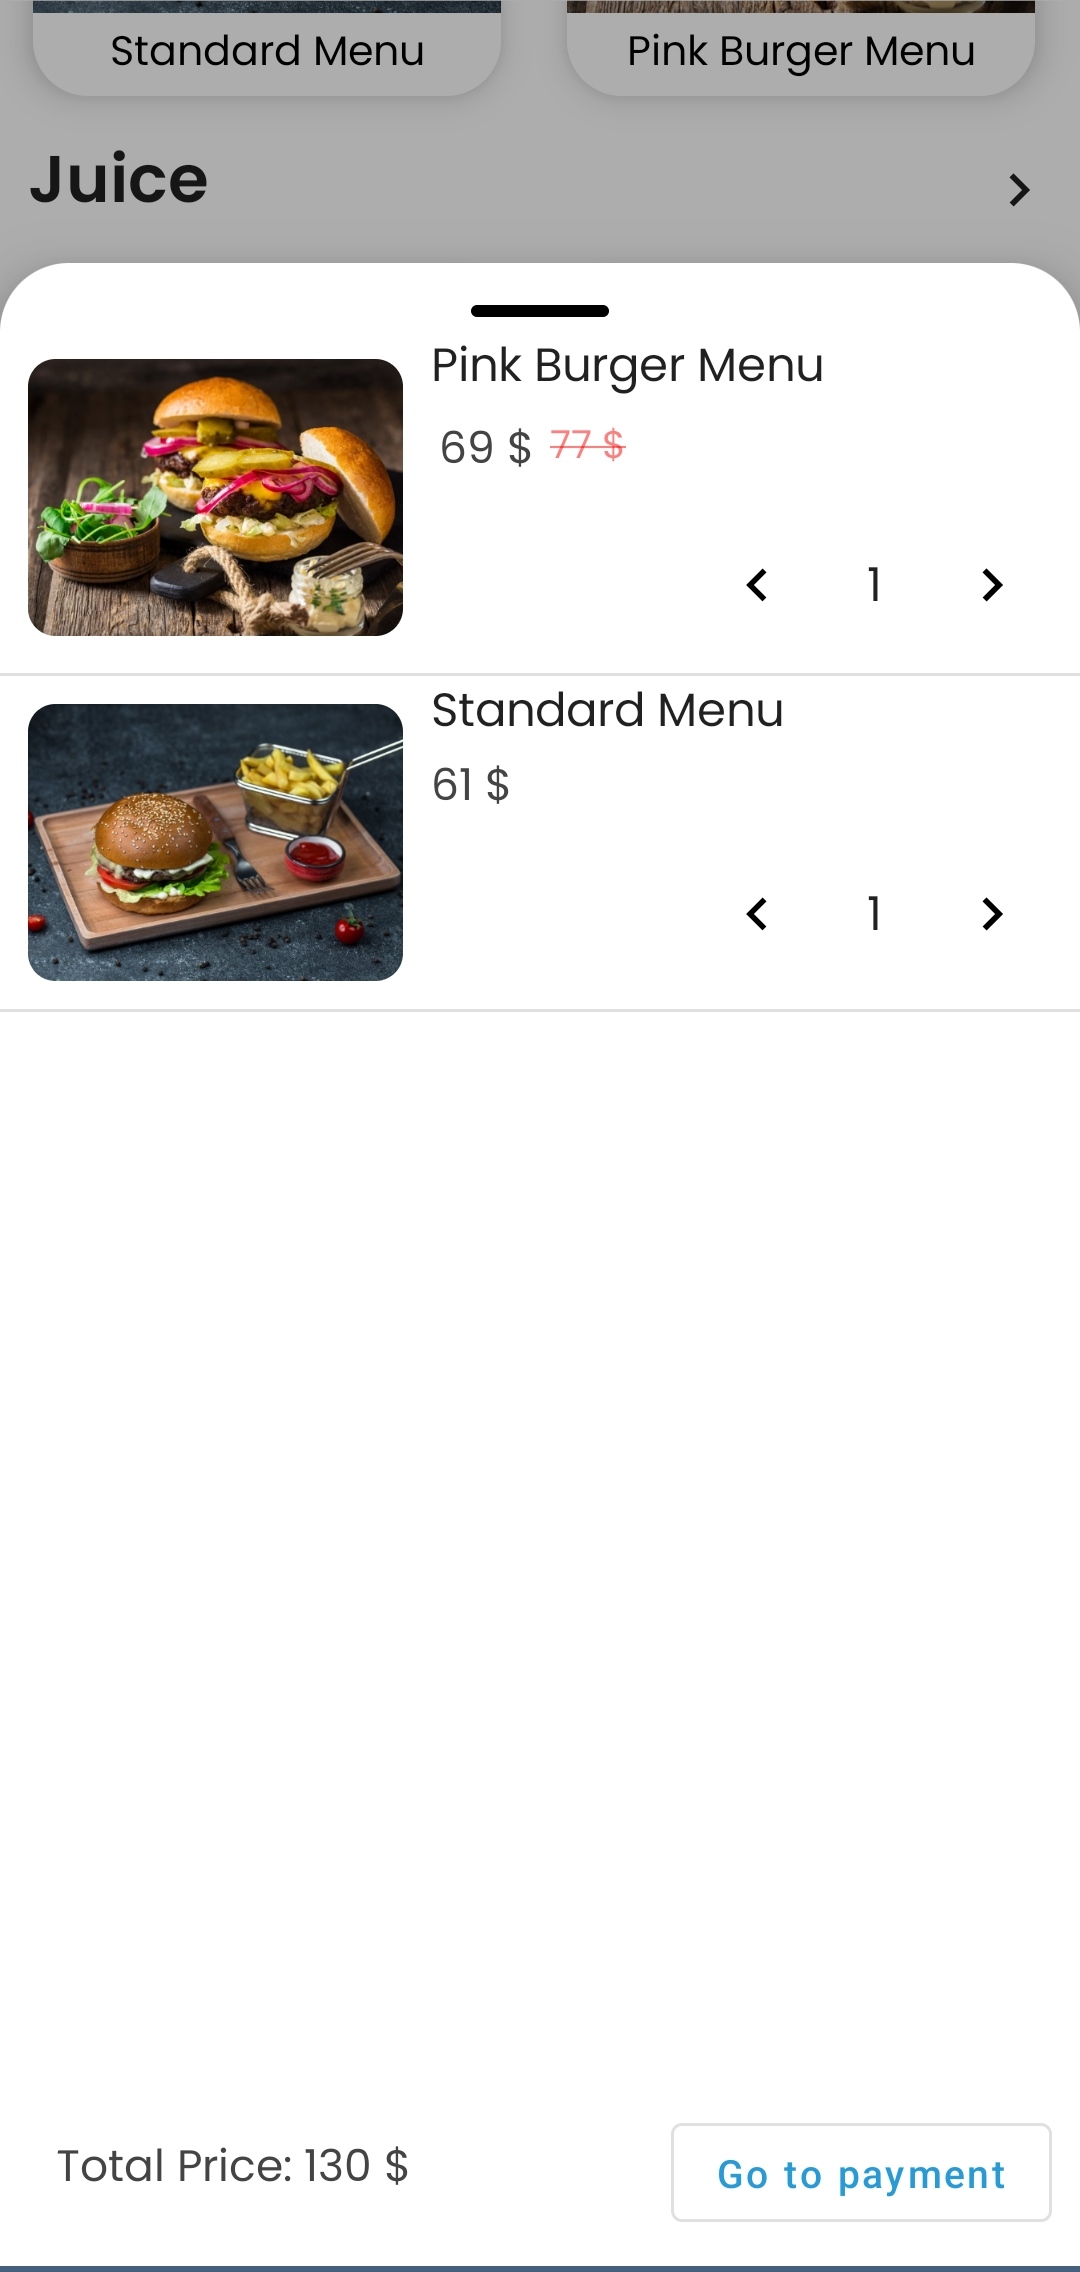 Standard Menu
Pink Burger Menu
Juice
Pink Burger Menu
69 $ 77 $
1
Standard Menu
61 $
1
Total Price: 130 $
Go to payment